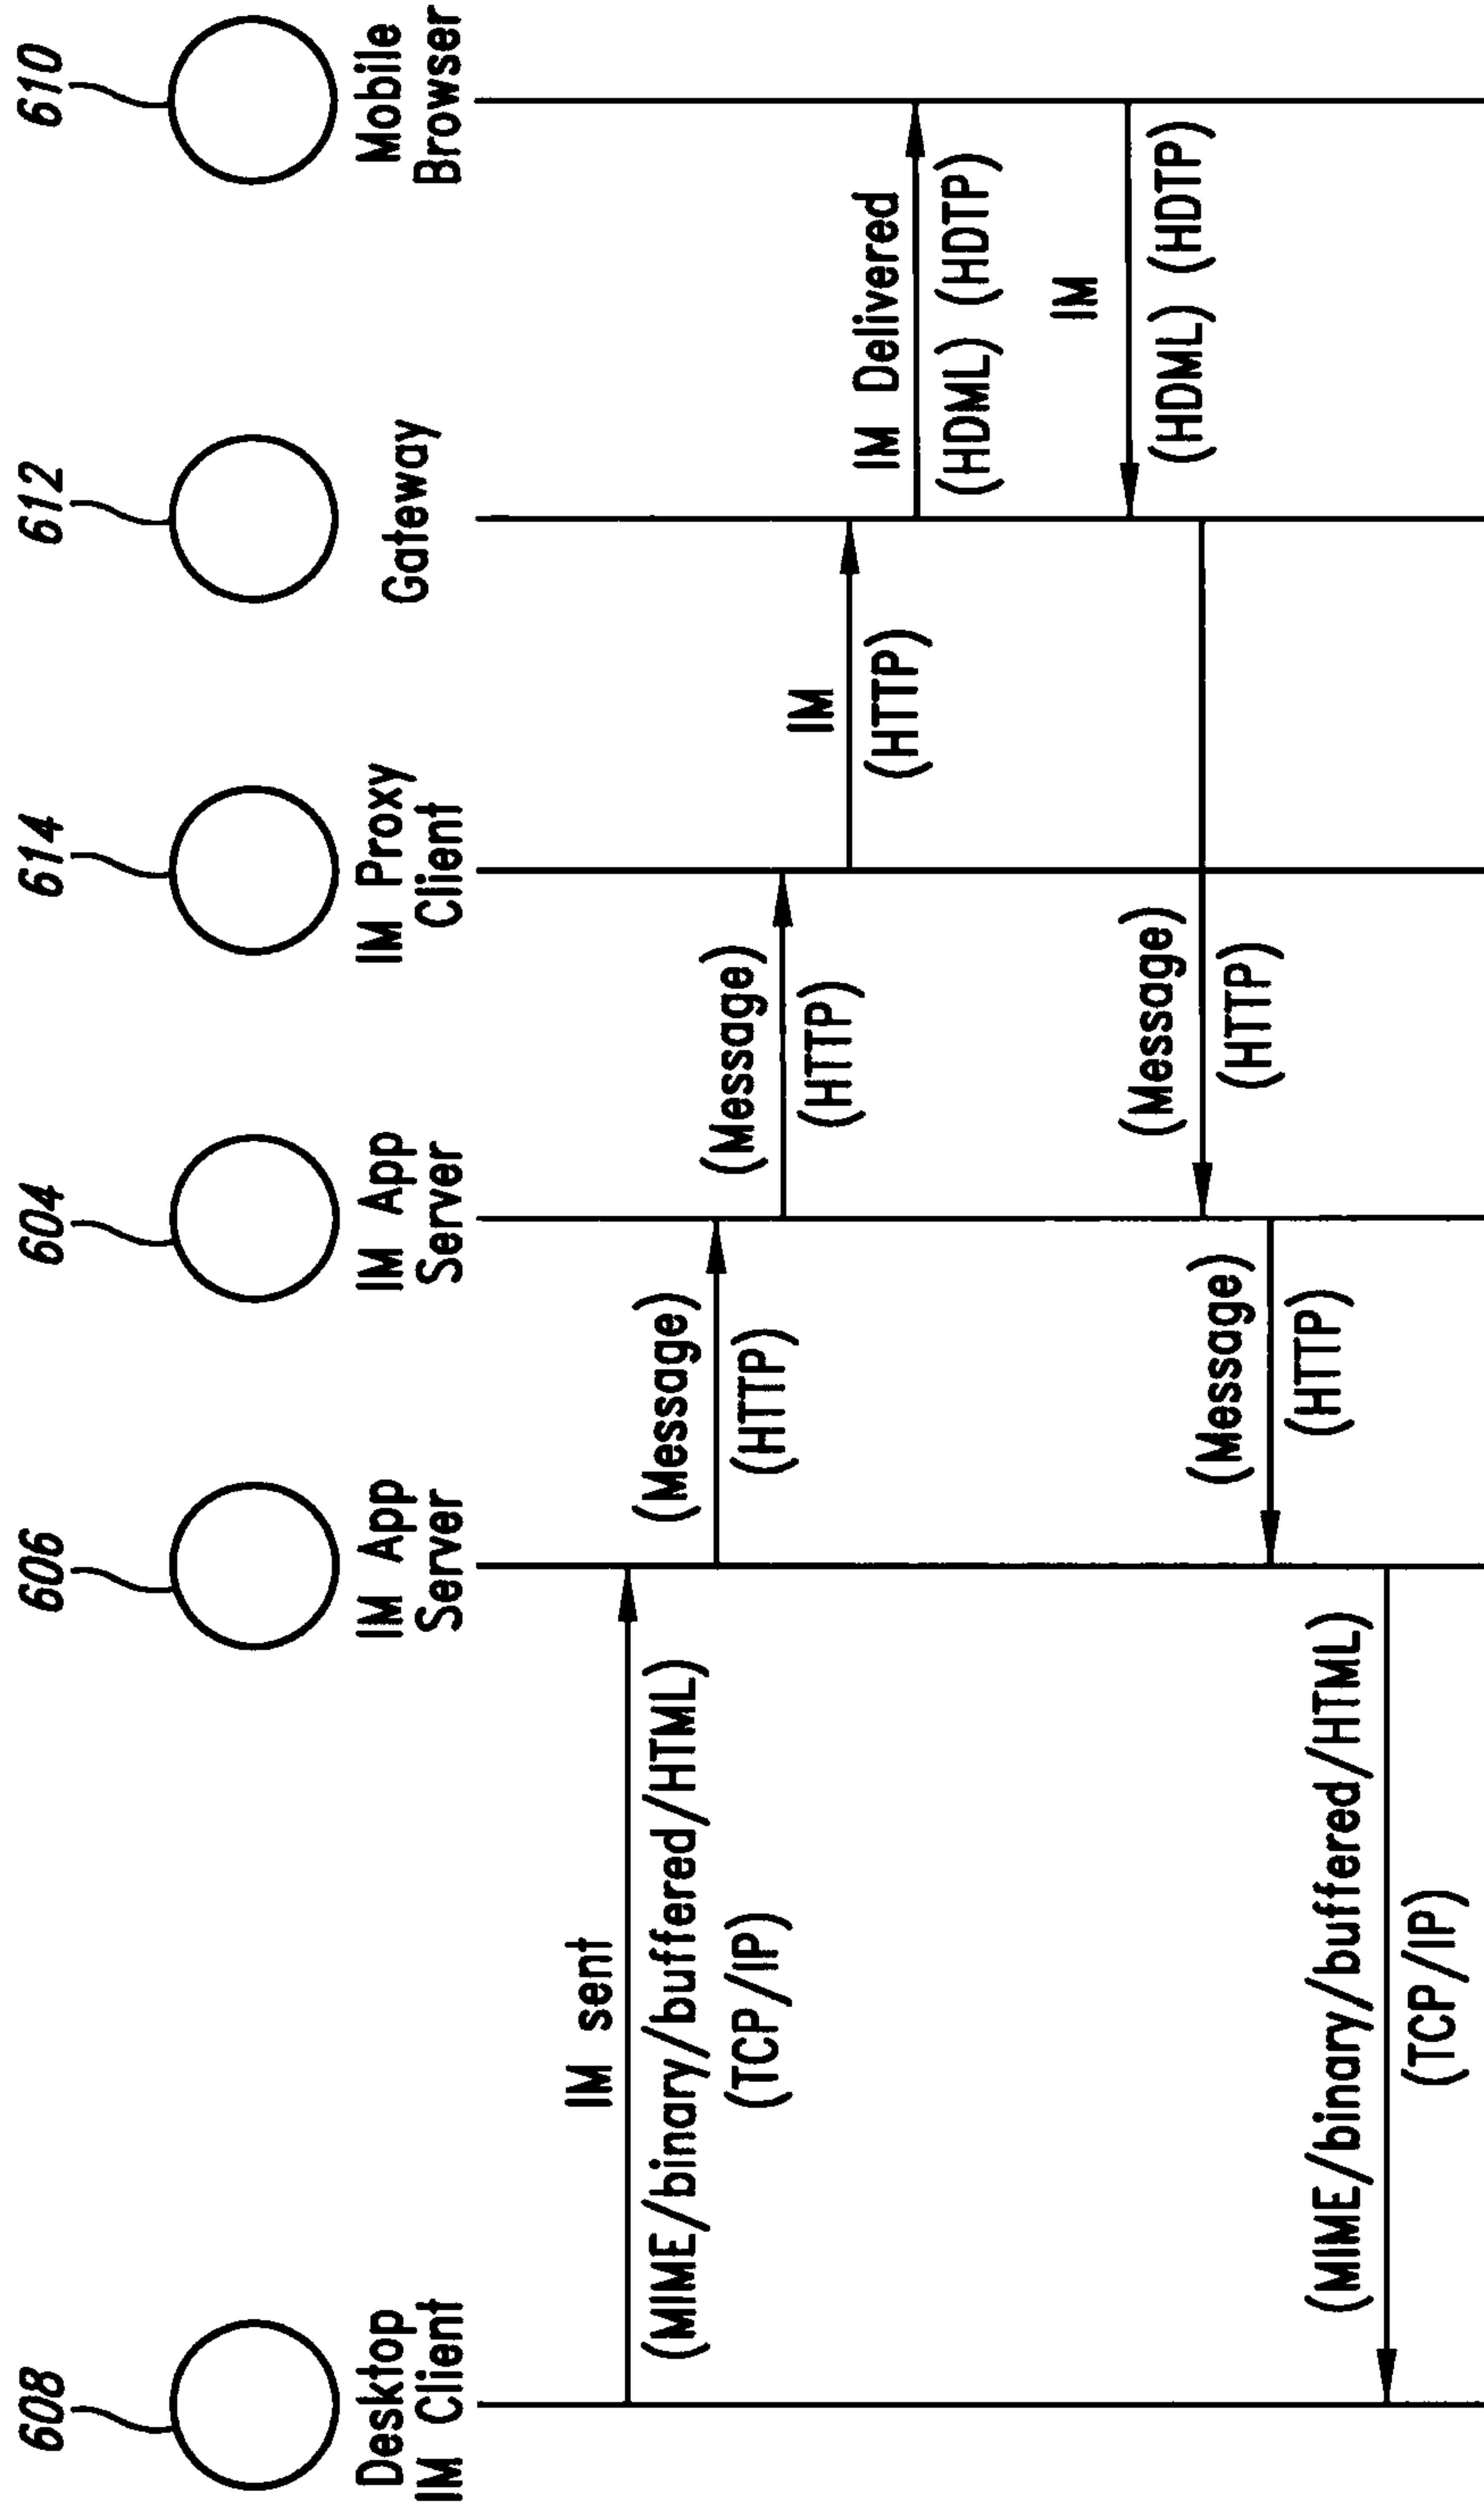 608
606
604
614
612
610
Desktop
IM Client
IM App
Server
IM App
Server
IM Proxy
Client
Gateway
Mobile
Browser
IM sent
(MIME/binary/buffered/HTML)
(TCP/IP)
(Message)
(HTTP)
(Message)
(HTTP)
IM
(HTTP)
IM Delivered
(HDML) (HDTP)
IM
(HDML) (HDTP)
(Message)
(HTTP)
(Message)
(HTTP)
(MIME/binary/buffered/HTML)
(TCP/IP)